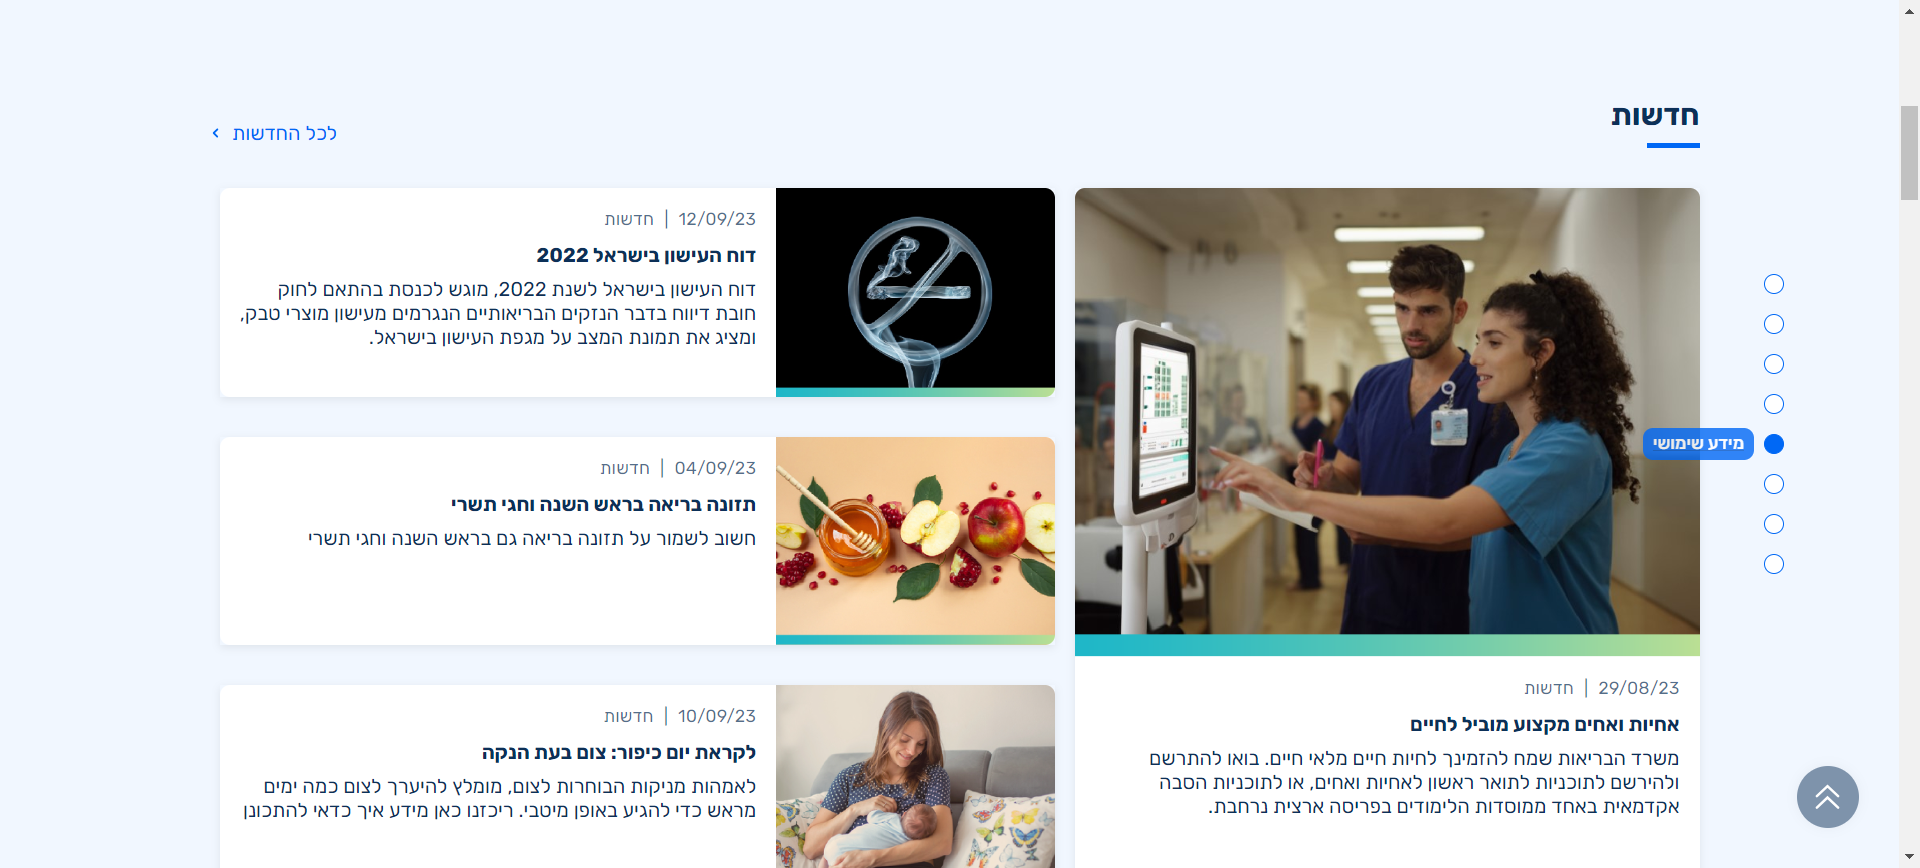 חדשות
לכל החדשות
29/08/23 | חדשות
אחיות ואחים מקצוע מוביל לחיים
משרד הבריאות שמח להזמינך לחיות חיים מלאי חיים. בואו להתרשם
ולהירשם לתוכניות לתואר ראשון לאחיות ואחים, או לתוכניות הסבה
אקדמאית באחד ממוסדות הלימודים בפריסה ארצית נרחבת.
12/09/23 | חדשות
דוח העישון בישראל 2022
דוח העישון בישראל לשנת 2022, מוגש לכנסת בהתאם לחוק
חובת דיווח בדבר הנזקים הבריאותיים הנגרמים מעישון מוצרי טבק,
ומציג את תמונת המצב על מגפת העישון בישראל.
04/09/23 | חדשות
תזונה בריאה בראש השנה וחגי תשרי
חשוב לשמור על תזונה בריאה גם בראש השנה וחגי תשרי
10/09/23 | חדשות
לקראת יום כיפור: צום בעת הנקה
לאמהות מניקות הבוחרות לצום, מומלץ להיערך לצום כמה ימים
מראש כדי להגיע באופן מיטבי. ריכזנו כאן מידע איך כדאי להתכונן
מידע שימושי